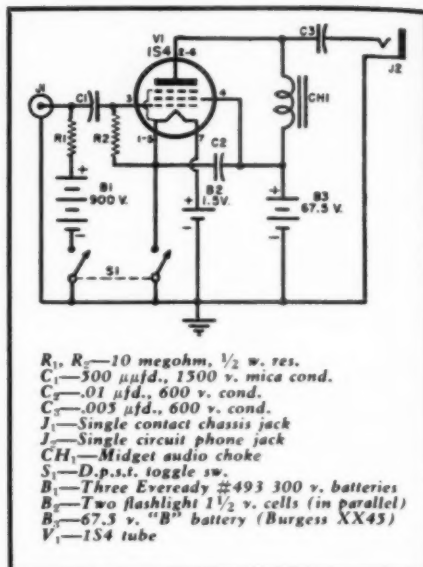 V1
1S4 2-6
C3
J1
C1
3
4
J2
CH1
R1
R2
1-5
7
C2
B1
900 V.
B2
1.5V.
B3
67.5 V.
+
-
+
-
+
-
S1
R₁, R₂—10 megohm, ½ w. res.
C₁—500 μμfd., 1500 v. mica cond.
C₂—.01 μfd., 600 v. cond.
C₃—.005 μfd., 600 v. cond.
J₁—Single contact chassis jack
J₂—Single circuit phone jack
CH₁—Midget audio choke
S₁—D.p.s.t. toggle sw.
B₁—Three Eveready #493 300 v. batteries
B₂—Two flashlight 1½ v. cells (in parallel)
B₃—67.5 v. "B" battery (Burgess XX45)
V₁—1S4 tube